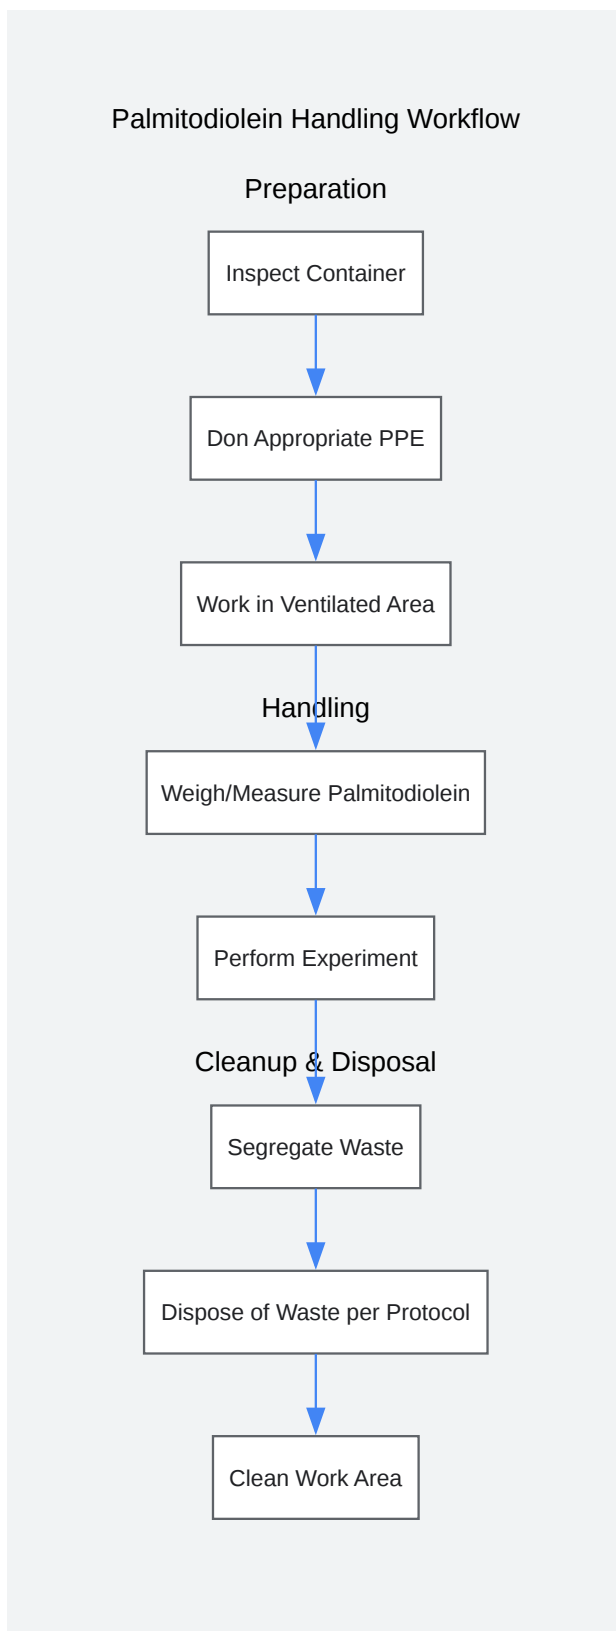 Palmitodiolein Handling Workflow
Preparation
Inspect Container
Don Appropriate PPE
Work in Ventilated Area
Handling
Weigh/Measure Palmitodiolein
Perform Experiment
Cleanup & Disposal
Segregate Waste
Dispose of Waste per Protocol
Clean Work Area